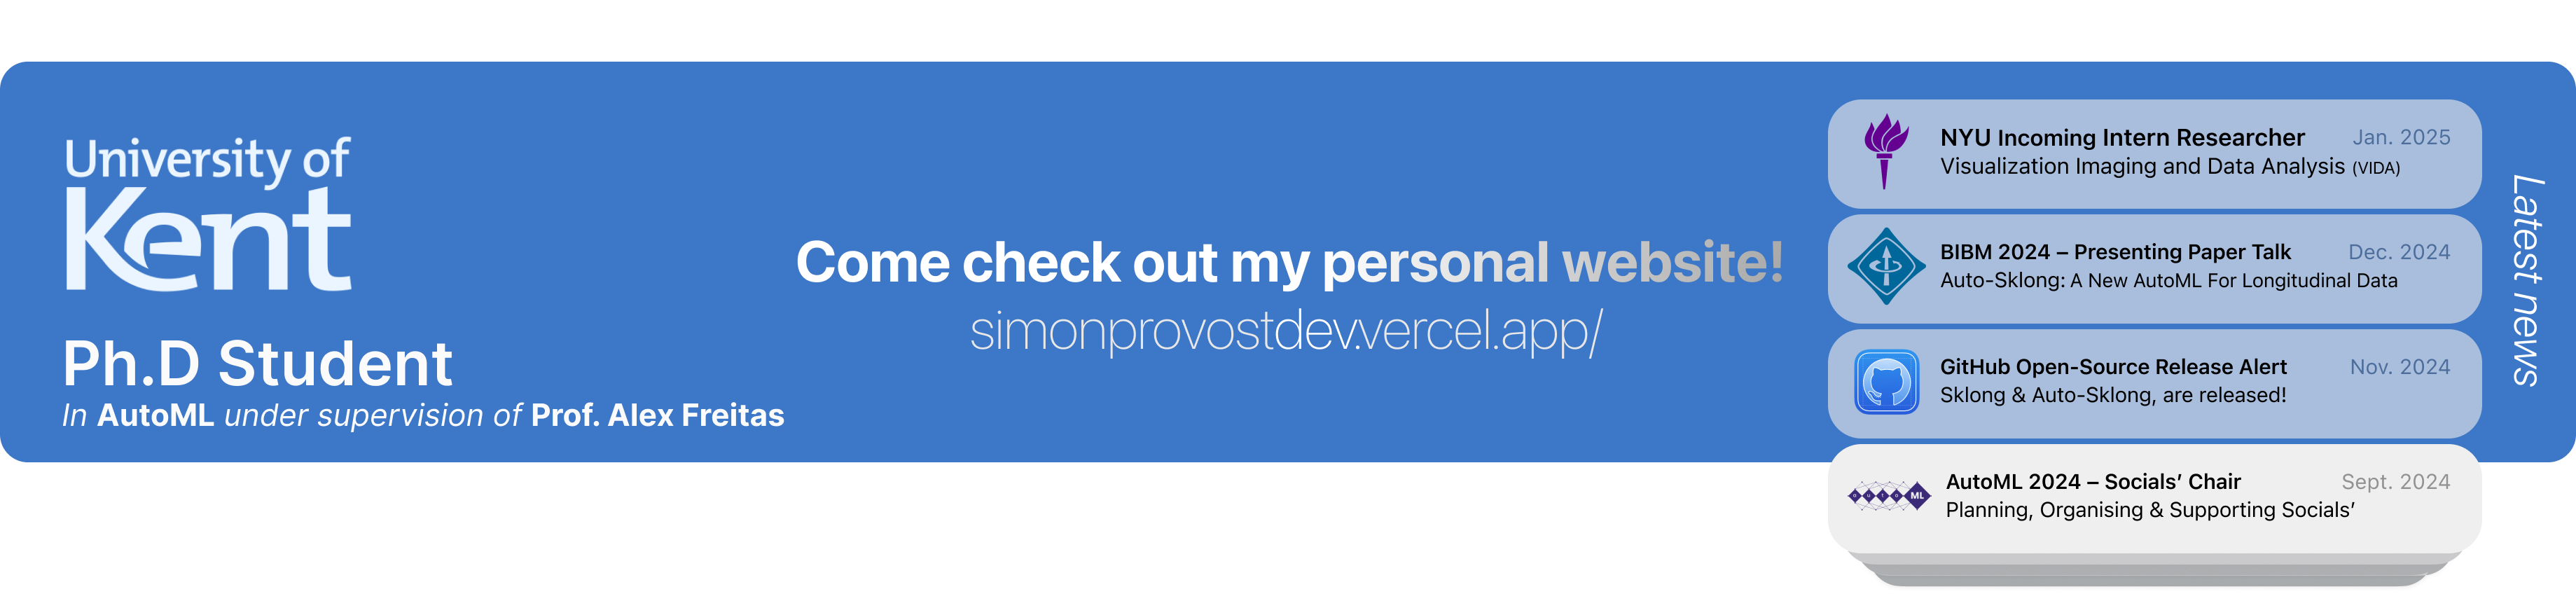 University of
Kent
Ph.D Student
In AutoML under supervision of Prof. Alex Freitas
Come check out my personal website!
simonprovostdev.vercel.app/
NYU Incoming Intern Researcher Jan. 2025
Visualization Imaging and Data Analysis (VIDA)
BIBM 2024 – Presenting Paper Talk Dec. 2024
Auto-Sklong: A New AutoML For Longitudinal Data
GitHub Open-Source Release Alert Nov. 2024
Sklong & Auto-Sklong, are released!
auto ML
AutoML 2024 – Socials’ Chair Sept. 2024
Planning, Organising & Supporting Socials’
Latest news